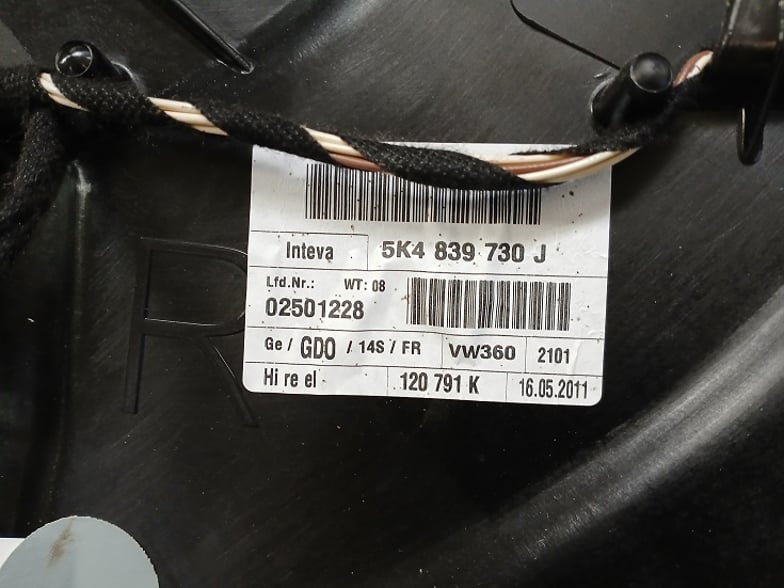 Inteva 5K4 839 730 J
Lfd.Nr.: WT: 08
02501228
Ge / GDO / 14S / FR VW360 2101
Hi re el 120 791 K 16.05.2011
R